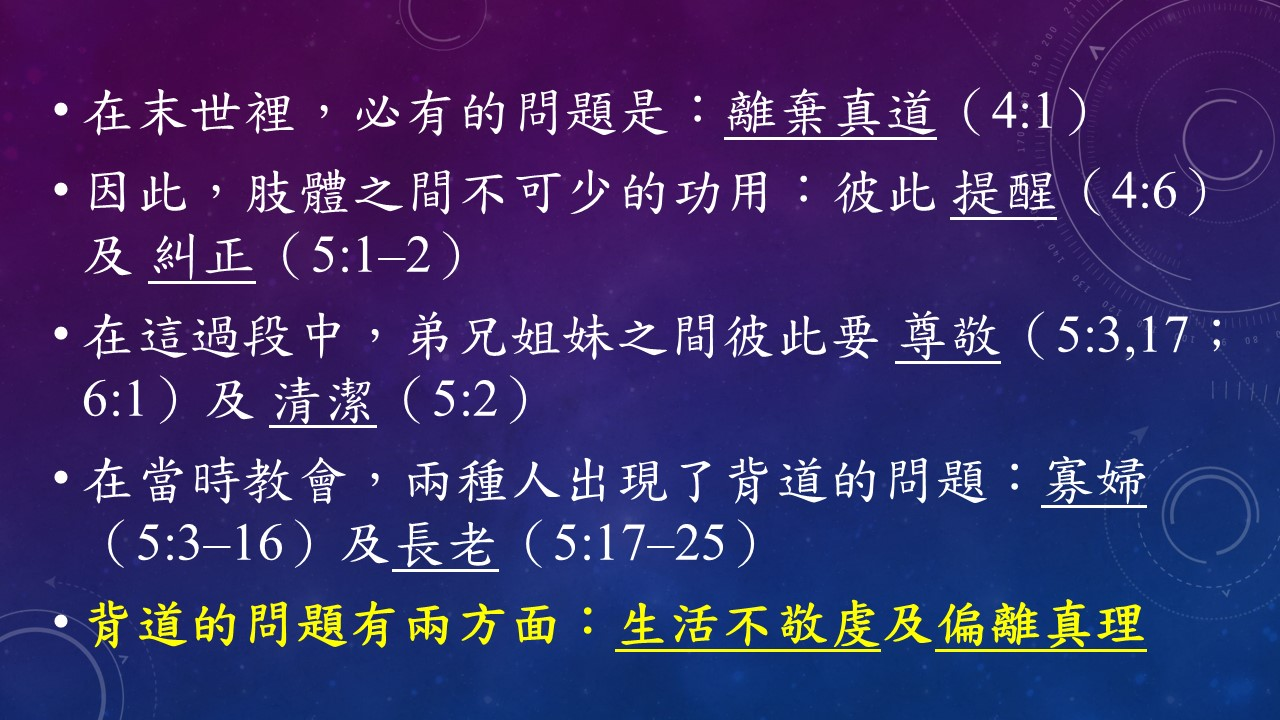 • 在末世裡，必有的問題是：離棄真道（4:1）
• 因此，肢體之間不可少的功用：彼此 提醒（4:6）
及 糾正（5:1–2）
• 在這過段中，弟兄姐妹之間彼此要 尊敬（5:3,17；
6:1）及 清潔（5:2）
• 在當時教會，兩種人出現了背道的問題：寡婦
（5:3–16）及長老（5:17–25）
• 背道的問題有兩方面：生活不敬虔及偏離真理